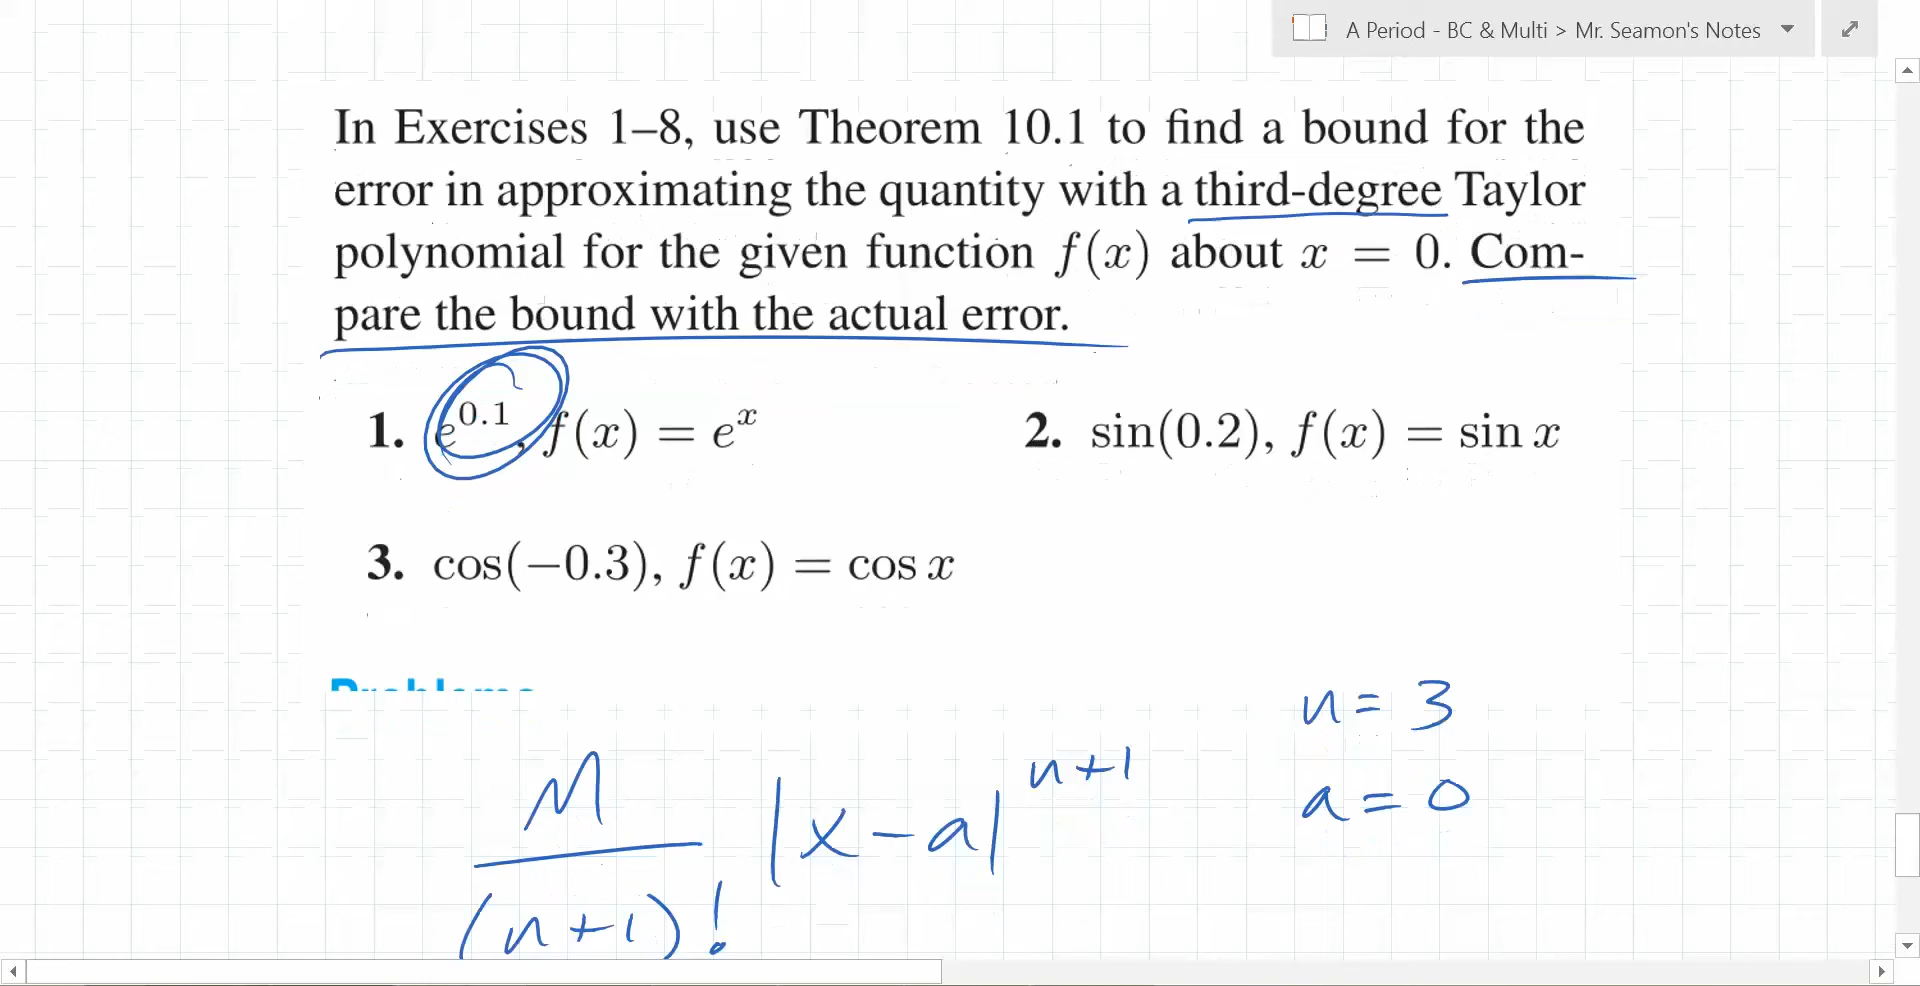 A Period - BC & Multi > Mr. Seamon's Notes
In Exercises 1–8, use Theorem 10.1 to find a bound for the
error in approximating the quantity with a third-degree Taylor
polynomial for the given function f(x) about x = 0. Com-
pare the bound with the actual error.
1. e^0.1, f(x) = e^x
2. sin(0.2), f(x) = sin x
3. cos(−0.3), f(x) = cos x
n = 3
a = 0
M
|x - a|^n+1
(n+1)!